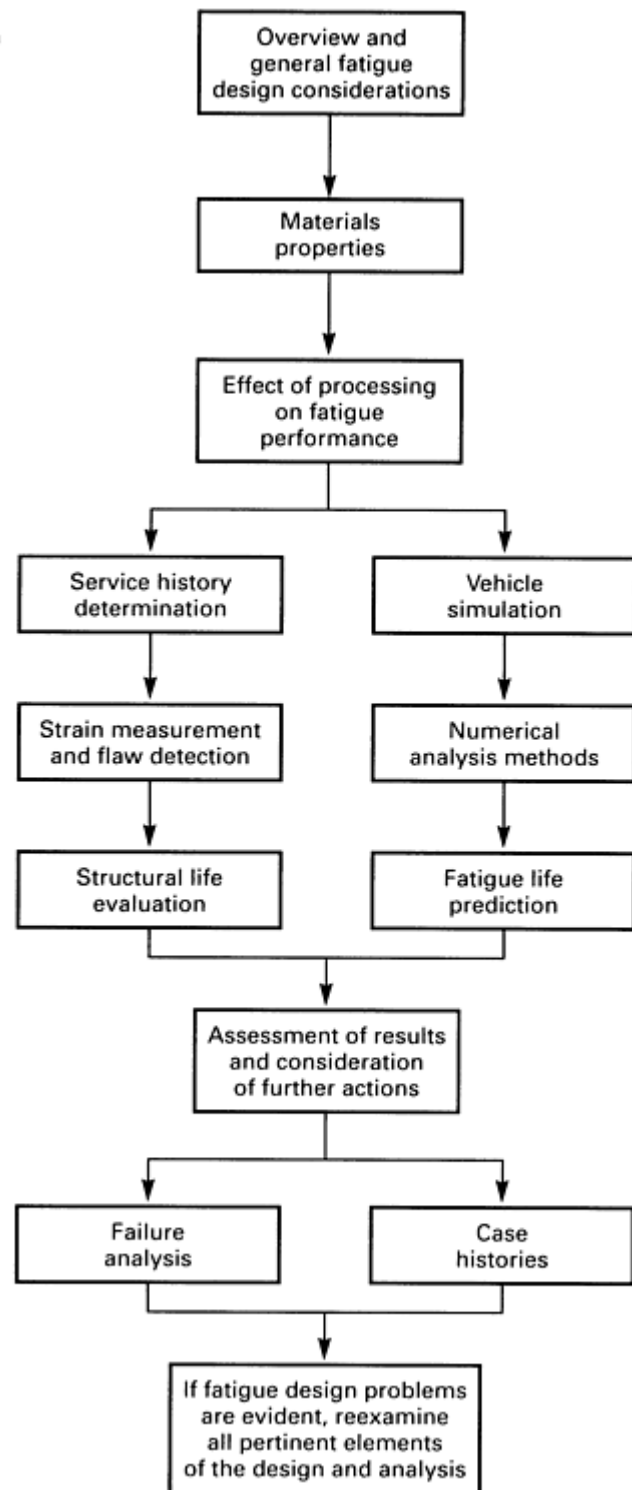 Overview and
general fatigue
design considerations
Materials
properties
Effect of processing
on fatigue
performance
Service history
determination
Vehicle
simulation
Strain measurement
and flaw detection
Numerical
analysis methods
Structural life
evaluation
Fatigue life
prediction
Assessment of results
and consideration
of further actions
Failure
analysis
Case
histories
If fatigue design problems
are evident, reexamine
all pertinent elements
of the design and analysis